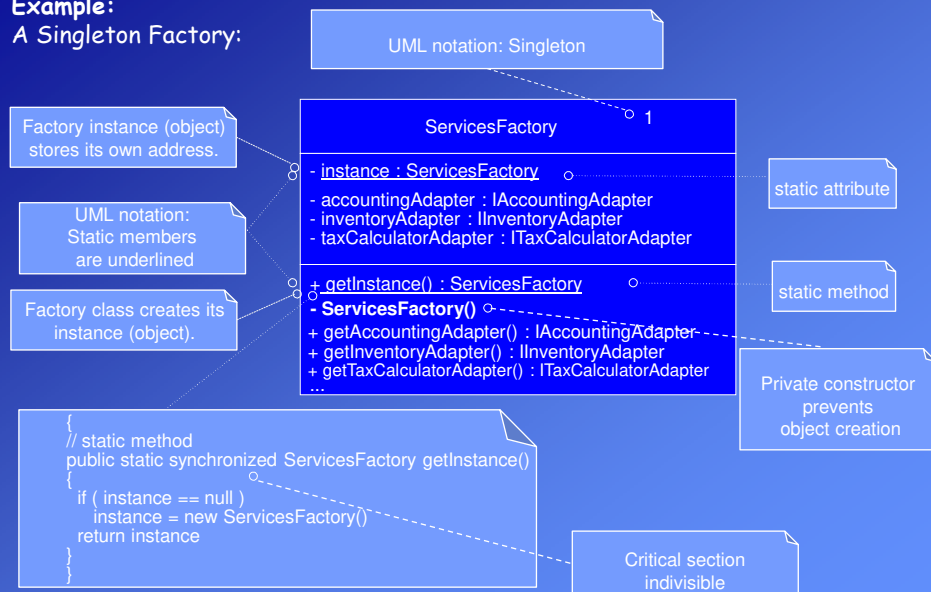 Example:
A Singleton Factory:
UML notation: Singleton
Factory instance (object)
stores its own address.
ServicesFactory
1
- instance : ServicesFactory
- accountingAdapter : IAccountingAdapter
- inventoryAdapter : IInventoryAdapter
- taxCalculatorAdapter : ITaxCalculatorAdapter
static attribute
UML notation:
Static members
are underlined
+ getInstance() : ServicesFactory
- ServicesFactory()
+ getAccountingAdapter() : IAccountingAdapter
+ getInventoryAdapter() : IInventoryAdapter
+ getTaxCalculatorAdapter() : ITaxCalculatorAdapter
...
static method
Factory class creates its
instance (object).
Private constructor
prevents
object creation
{
// static method
public static synchronized ServicesFactory getInstance()
{
if ( instance == null )
instance = new ServicesFactory()
return instance
}
}
Critical section
indivisible